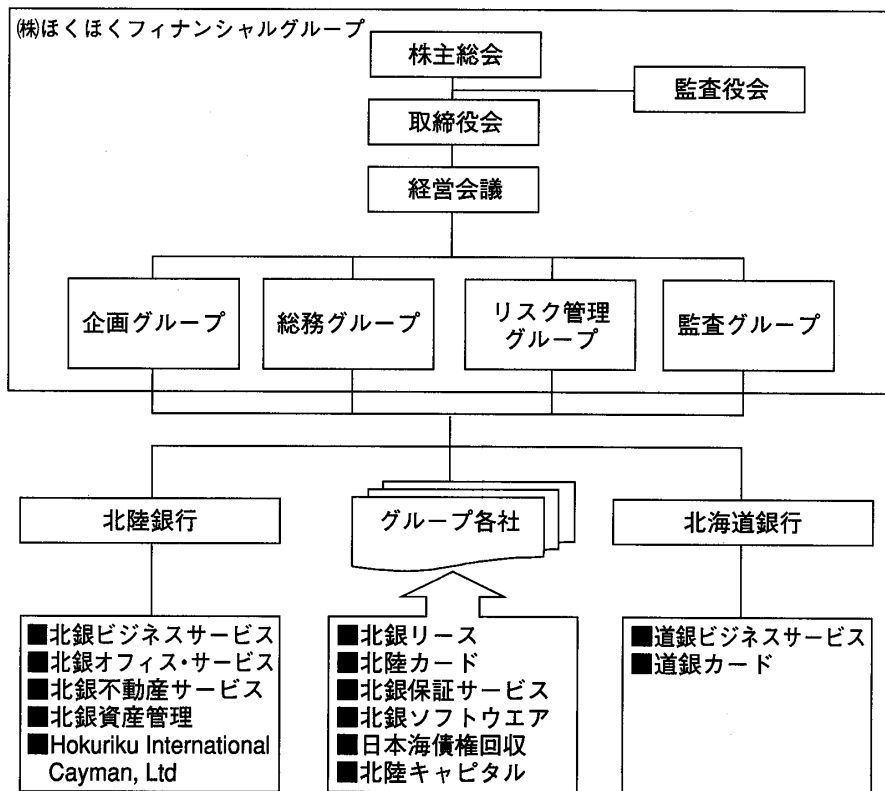 ㈱ほくほくフィナンシャルグループ
株主総会
監査役会
取締役会
経営会議
企画グループ
総務グループ
リスク管理
グループ
監査グループ
北陸銀行
グループ各社
北海道銀行
■北銀ビジネスサービス
■北銀オフィス・サービス
■北銀不動産サービス
■北銀資産管理
■Hokuriku International
Cayman, Ltd
■北銀リース
■北陸カード
■北銀保証サービス
■北銀ソフトウエア
■日本海債権回収
■北陸キャピタル
■道銀ビジネスサービス
■道銀カード